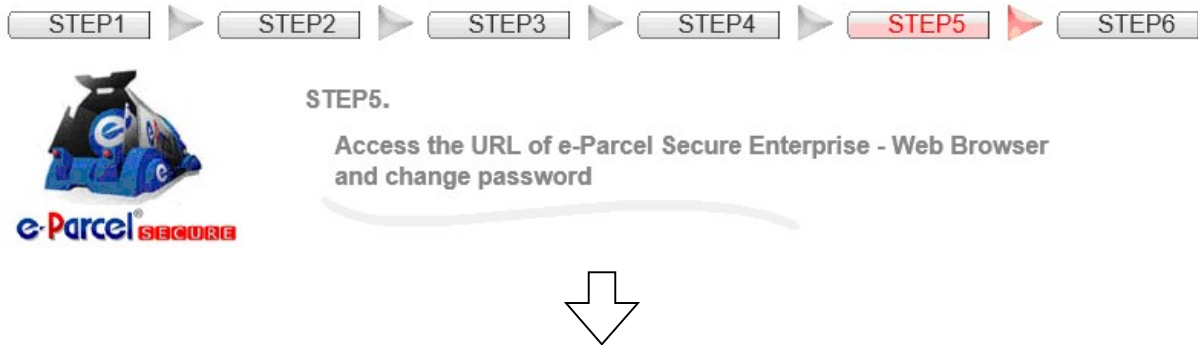 STEP1 STEP2 STEP3 STEP4 STEP5 STEP6
STEP5.
Access the URL of e-Parcel Secure Enterprise - Web Browser
and change password
e-Parcel® SECURE